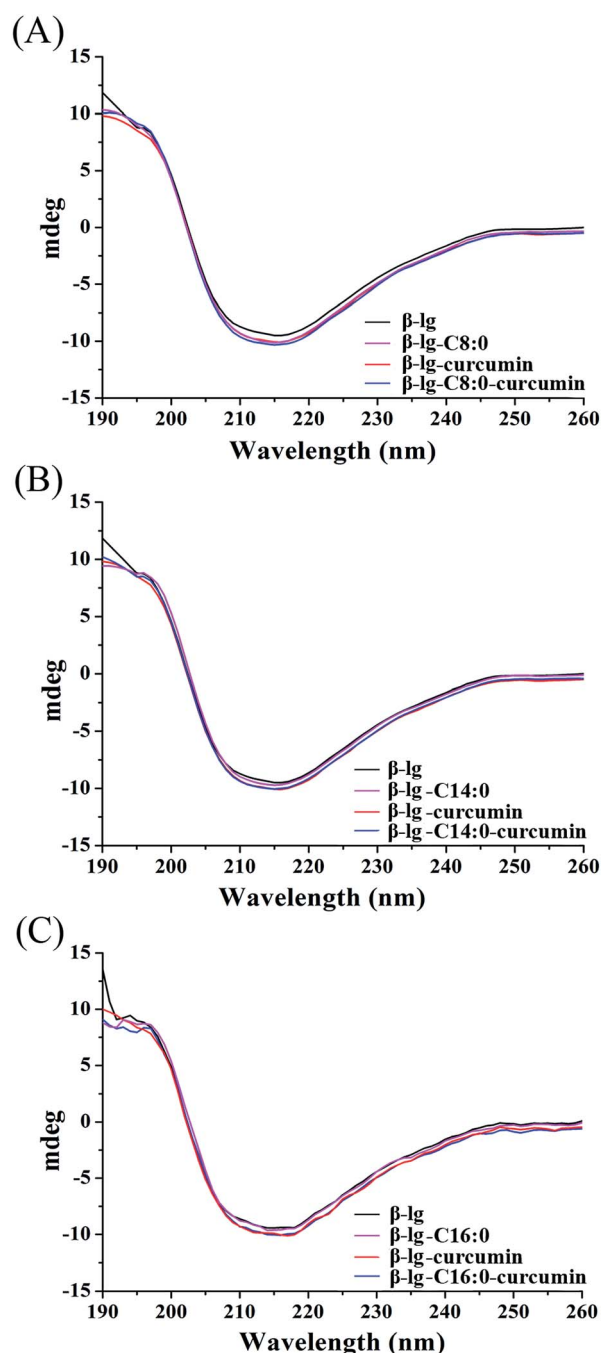 (A)
15
10
5
0
-5
-10
-15
mdeg
β-lg
β-lg-C8:0
β-lg-curcumin
β-lg-C8:0-curcumin
190 200 210 220 230 240 250 260
Wavelength (nm)
(B)
15
10
5
0
-5
-10
-15
mdeg
β-lg
β-lg-C14:0
β-lg-curcumin
β-lg-C14:0-curcumin
190 200 210 220 230 240 250 260
Wavelength (nm)
(C)
15
10
5
0
-5
-10
-15
mdeg
β-lg
β-lg-C16:0
β-lg-curcumin
β-lg-C16:0-curcumin
190 200 210 220 230 240 250 260
Wavelength (nm)